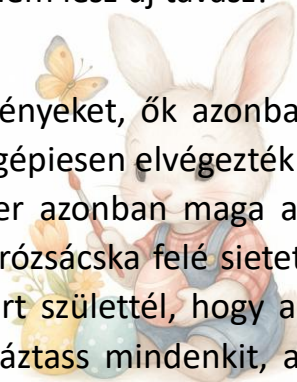 nem lesz új tavasz!
ényeket, ők azonba
gépiesen elvégezték
er azonban maga a
rózsácska felé sietet
rt születtél, hogy a
áztass mindenkit, a